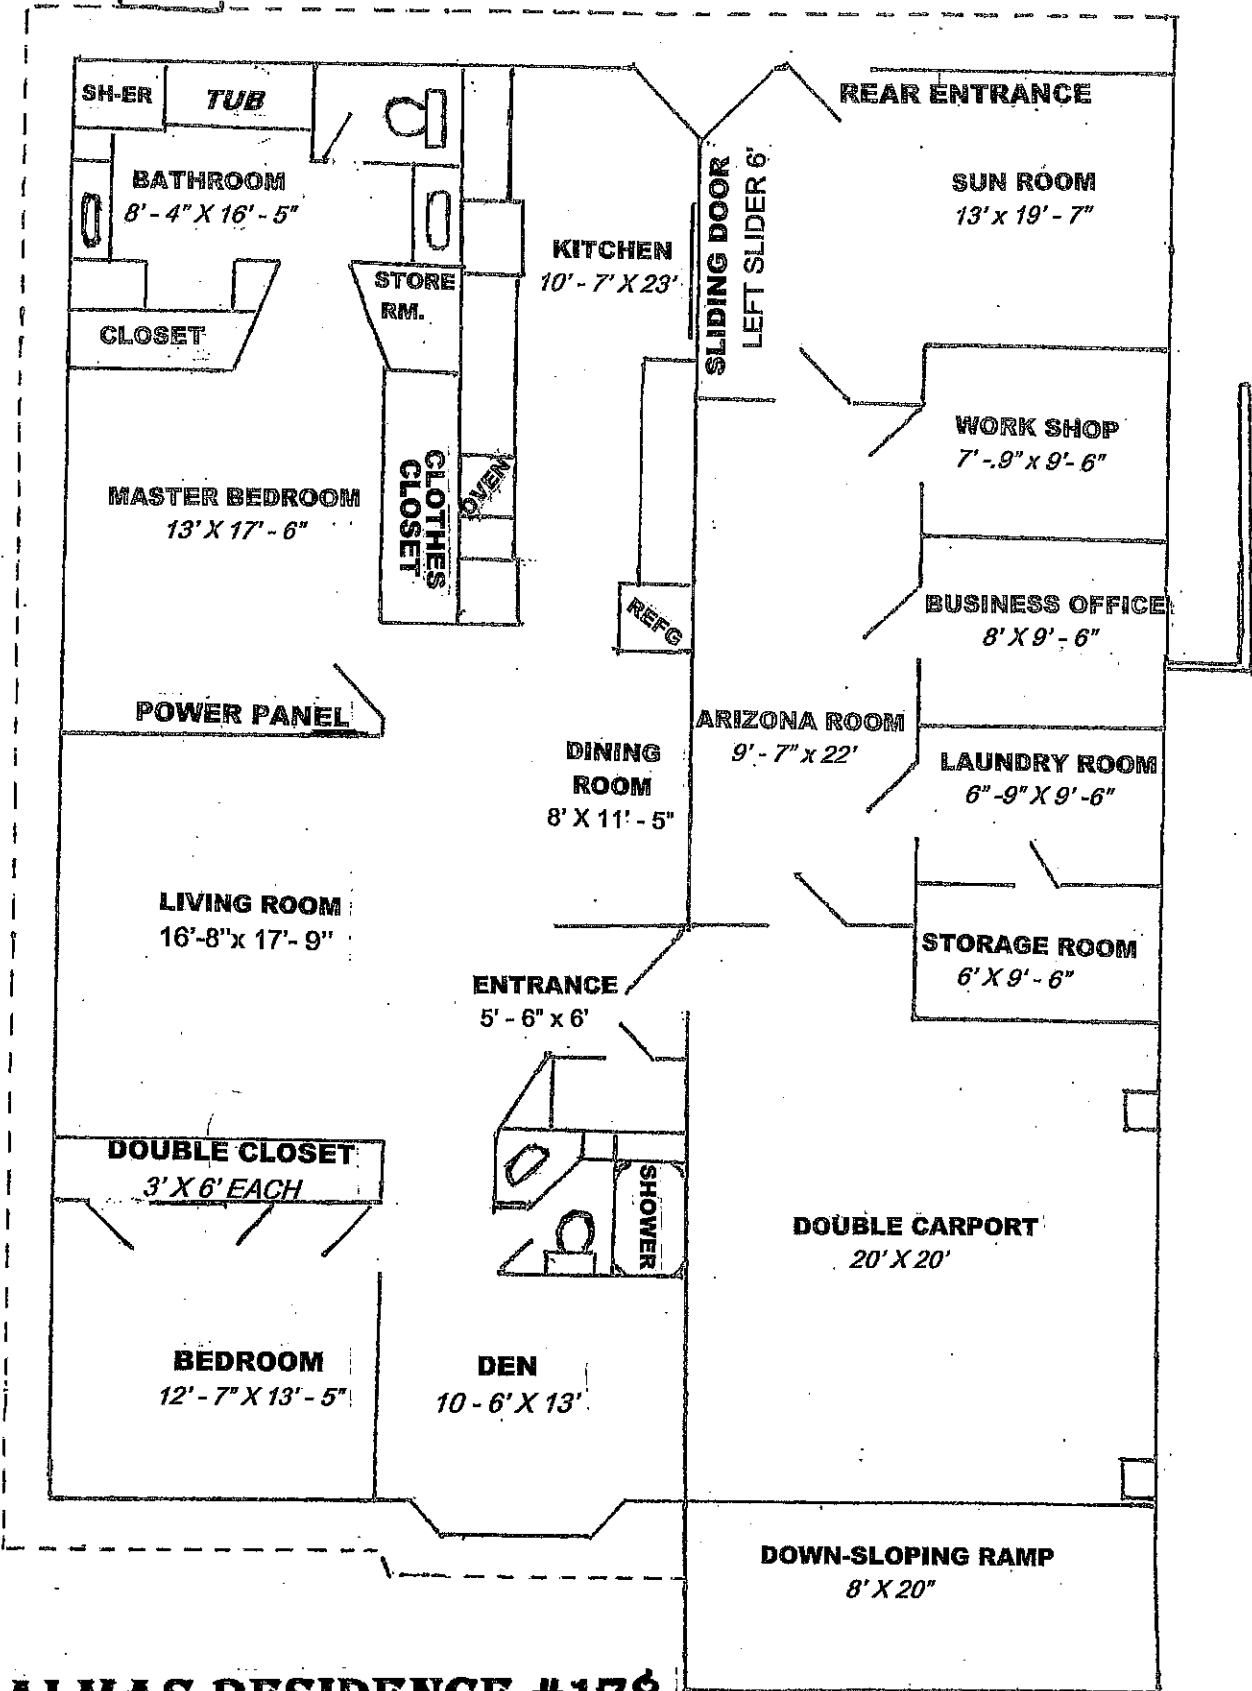 SH-ER
TUB
REAR ENTRANCE
BATHROOM
8' - 4" X 16' - 5"
SUN ROOM
13' x 19' - 7"
SLIDING DOOR
LEFT SLIDER 6'
KITCHEN
10' - 7' X 23'
STORE
RM.
CLOSET
WORK SHOP
7' -.9" x 9'- 6"
MASTER BEDROOM
13' X 17' - 6"
CLOTHES
CLOSET
OVEN
REFG
BUSINESS OFFICE
8' X 9' - 6"
POWER PANEL
ARIZONA ROOM
9' - 7" x 22'
DINING
ROOM
8' X 11' - 5"
LAUNDRY ROOM
6" -9" X 9' -6"
LIVING ROOM
16'-8"x 17'- 9"
STORAGE ROOM
6' X 9' - 6"
ENTRANCE
5' - 6" x 6'
DOUBLE CLOSET
3' X 6' EACH
SHOWER
DOUBLE CARPORT
20' X 20'
BEDROOM
12' - 7" X 13' - 5"
DEN
10 - 6' X 13'
DOWN-SLOPING RAMP
8' X 20"
ALMAS RESIDENCE #178